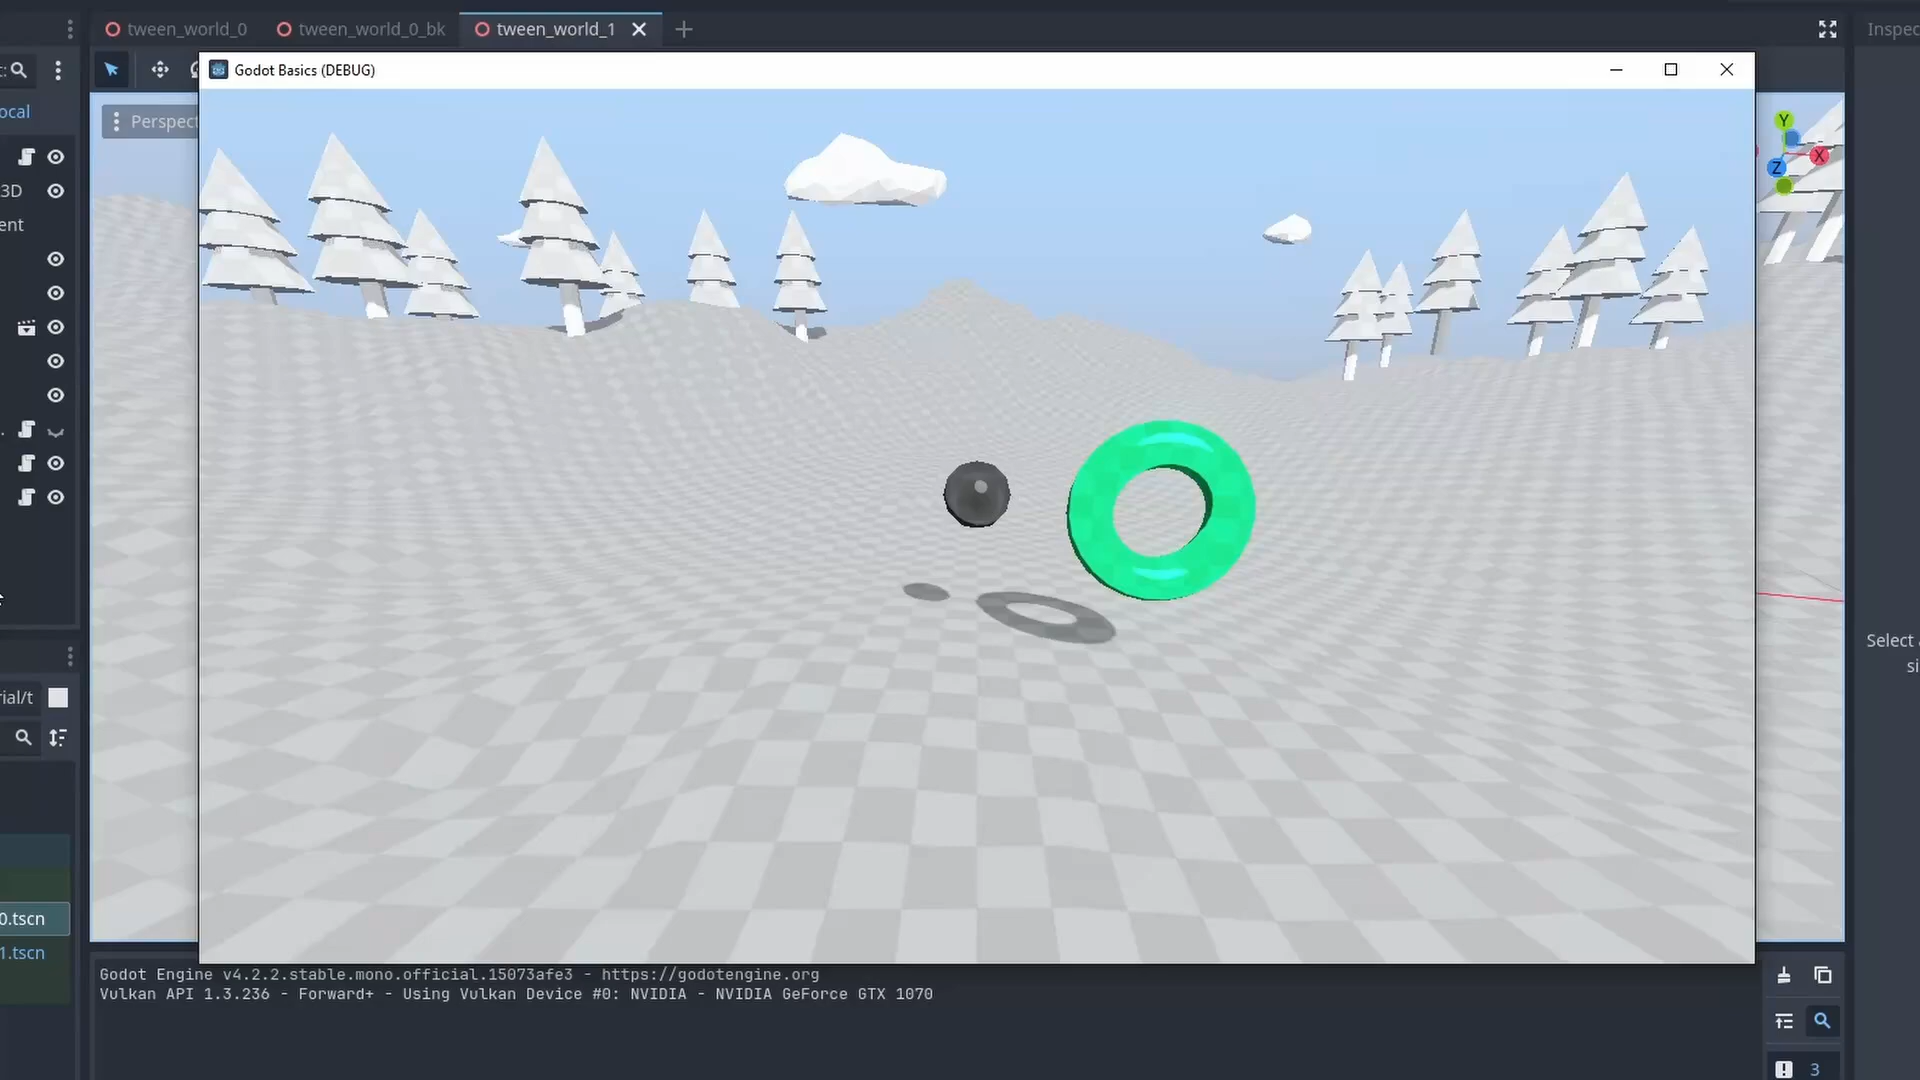 tween_world_0
tween_world_0_bk
tween_world_1
Inspec
Godot Basics (DEBUG)
ocal
Perspect
Y
X
Z
3D
ent
Select
si
rial/t
0.tscn
1.tscn
Godot Engine v4.2.2.stable.mono.official.15073afe3 - https://godotengine.org
Vulkan API 1.3.236 - Forward+ - Using Vulkan Device #0: NVIDIA - NVIDIA GeForce GTX 1070
3